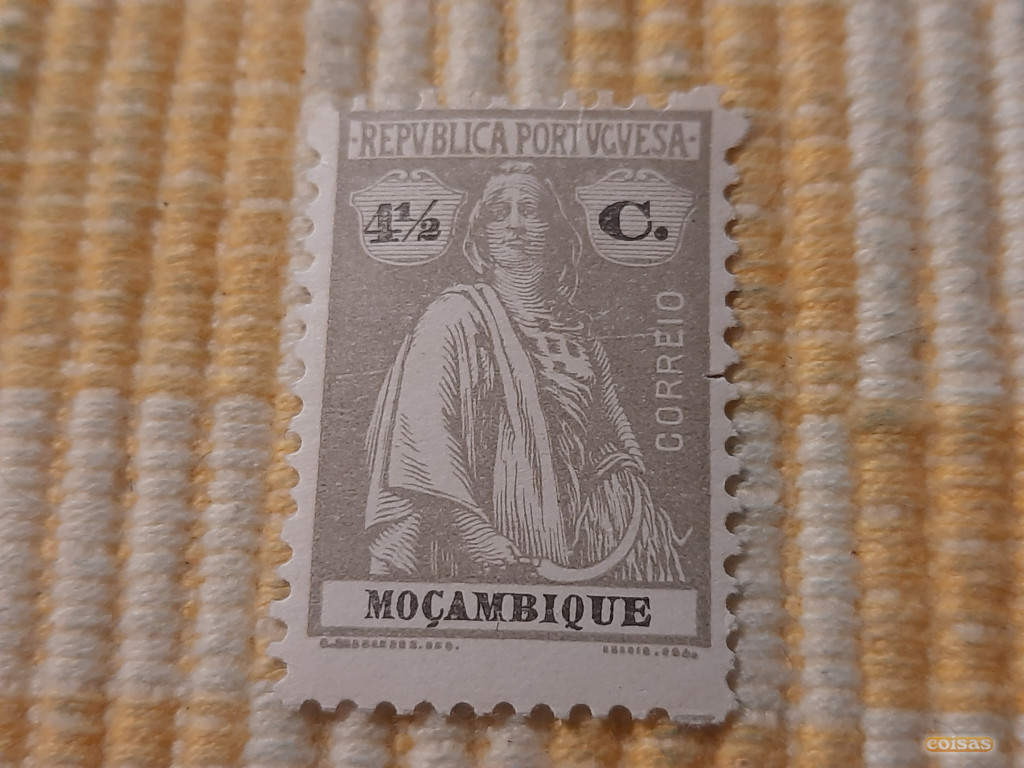 ·REPVBLICA PORTVGVESA·
4½ C.
CORREIO
MOÇAMBIQUE
coisas